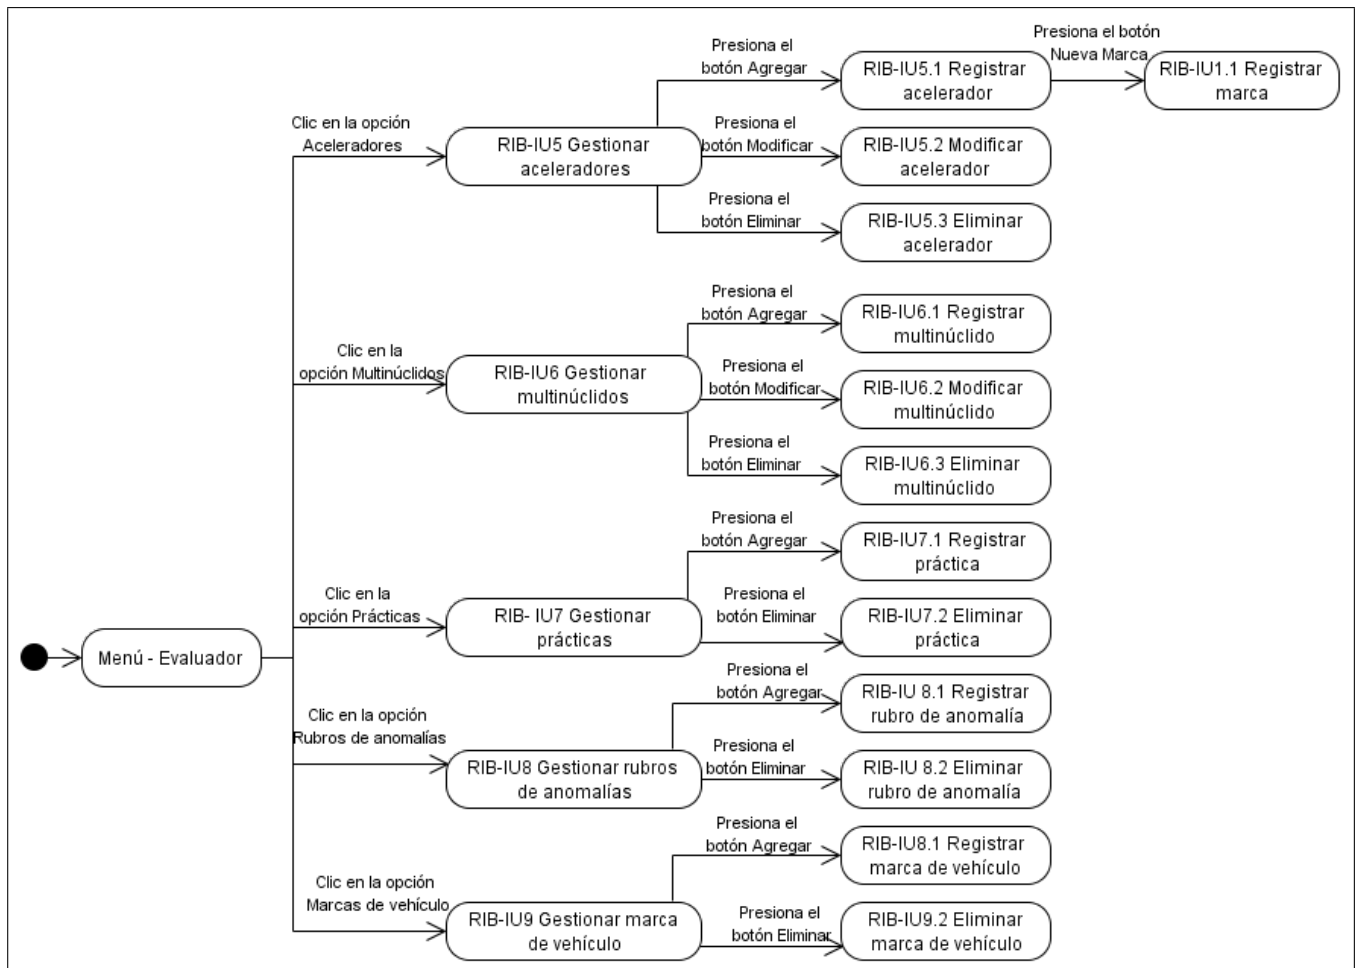 Presiona el botón
Nueva Marca
Presiona el
botón Agregar
RIB-IU5.1 Registrar
acelerador
RIB-IU1.1 Registrar
marca
Clic en la opción
Aceleradores
RIB-IU5 Gestionar
aceleradores
Presiona el
botón Modificar
RIB-IU5.2 Modificar
acelerador
Presiona el
botón Eliminar
RIB-IU5.3 Eliminar
acelerador
Presiona el
botón Agregar
RIB-IU6.1 Registrar
multinúclido
Clic en la
opción Multinúclidos
RIB-IU6 Gestionar
multinúclidos
Presiona el
botón Modificar
RIB-IU6.2 Modificar
multinúclido
Presiona el
botón Eliminar
RIB-IU6.3 Eliminar
multinúclido
Presiona el
botón Agregar
RIB-IU7.1 Registrar
práctica
Clic en la
opción Prácticas
RIB- IU7 Gestionar
prácticas
Presiona el
botón Eliminar
RIB-IU7.2 Eliminar
práctica
Menú - Evaluador
Presiona el
botón Agregar
RIB-IU 8.1 Registrar
rubro de anomalía
Clic en la opción
Rubros de anomalías
RIB-IU8 Gestionar rubros
de anomalías
Presiona el
botón Eliminar
RIB-IU 8.2 Eliminar
rubro de anomalía
Presiona el
botón Agregar
RIB-IU8.1 Registrar
marca de vehículo
Clic en la opción
Marcas de vehículo
RIB-IU9 Gestionar marca
de vehículo
Presiona el
botón Eliminar
RIB-IU9.2 Eliminar
marca de vehículo